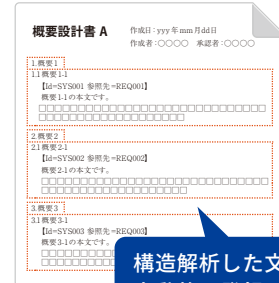 概要設計書 A
作成日：yyy年mm月dd日
作成者：○○○○ 承認者：○○○○
1.概要1
1.1概要1-1
【Id=SYS001 参照先=REQ001】
概要1-1の本文です。
□□□□□□□□□□□□□□□□□□□□□□□□□□□□
□□□□□□□□□□□□□□□□
2.概要2
2.1概要2-1
【Id=SYS002 参照先=REQ002】
概要2-1の本文です。
□□□□□□□□□□□□□□□□□□□□□□□□□□□□
□□□□□□□□□□□□□□□□
3.概要3
3.1概要3-1
【Id=SYS003 参照先=REQ003】
概要3-1の本文です。
構造解析した文